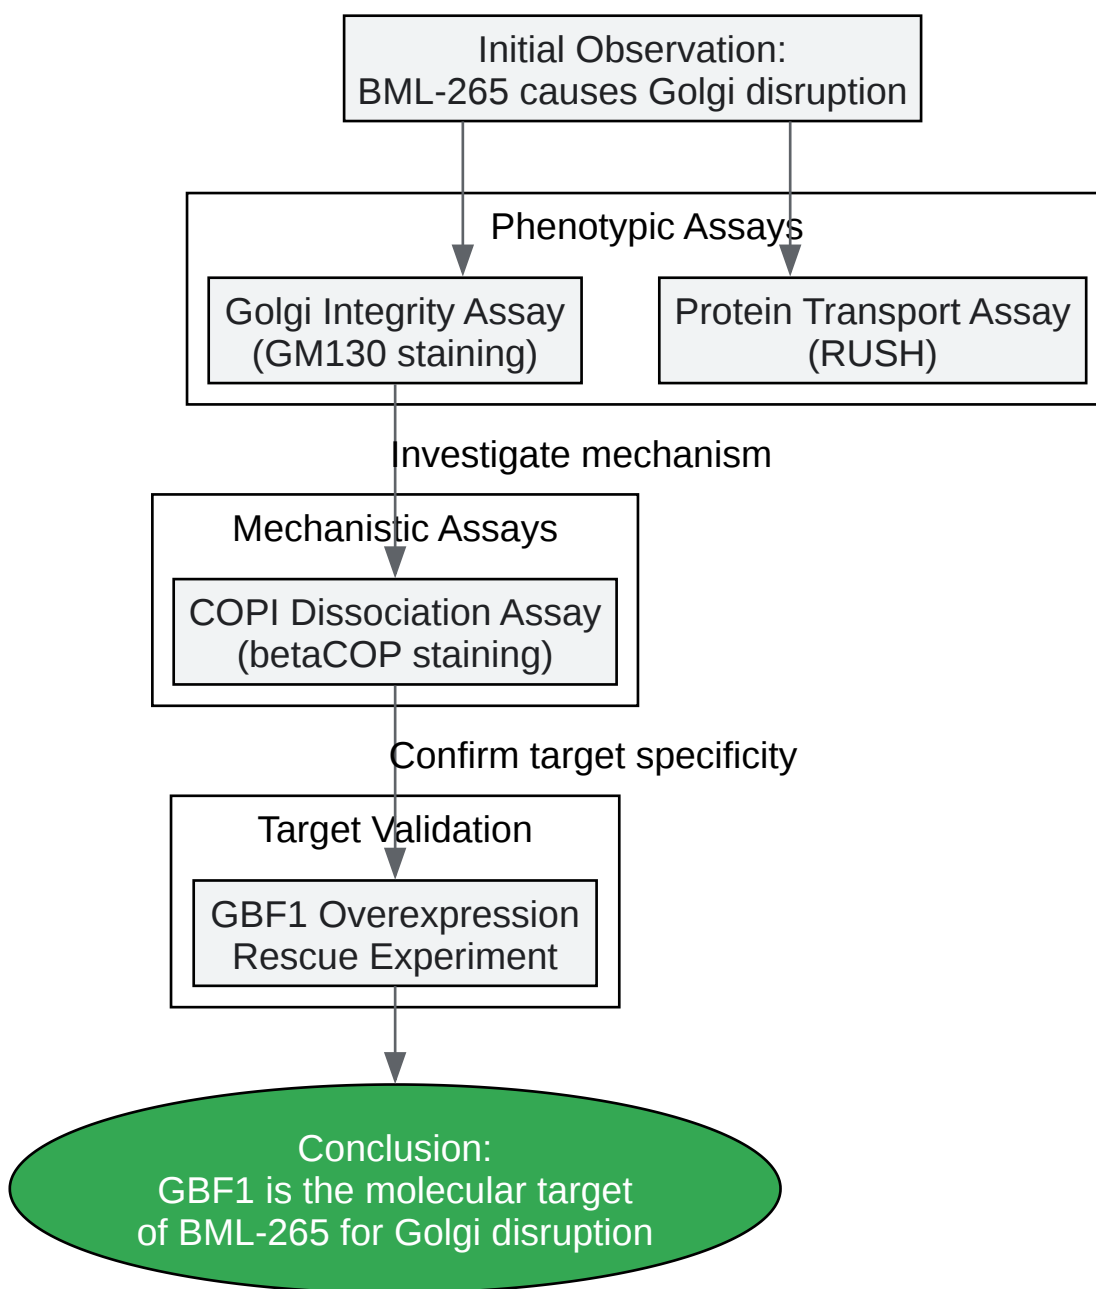 Initial Observation:
BML-265 causes Golgi disruption
Phenotypic Assays
Golgi Integrity Assay
(GM130 staining)
Protein Transport Assay
(RUSH)
Investigate mechanism
Mechanistic Assays
COPI Dissociation Assay
(betaCOP staining)
Confirm target specificity
Target Validation
GBF1 Overexpression
Rescue Experiment
Conclusion:
GBF1 is the molecular target
of BML-265 for Golgi disruption